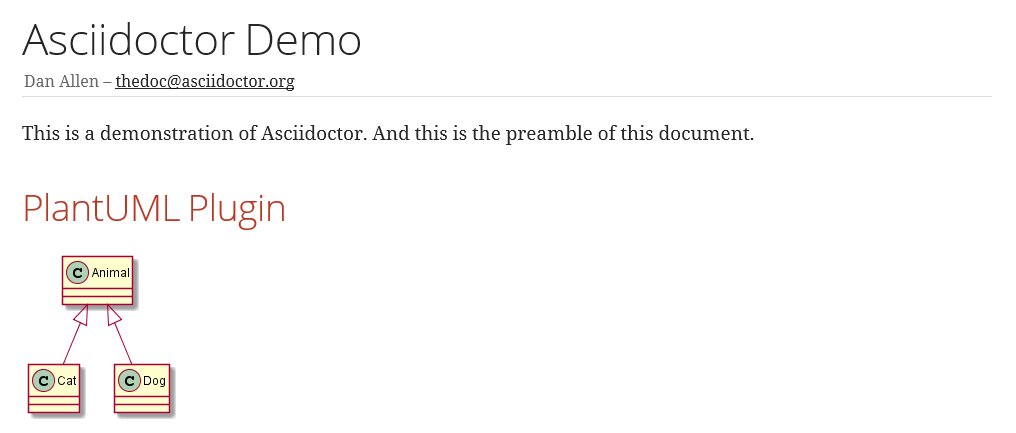 Asciidoctor Demo
Dan Allen – thedoc@asciidoctor.org
This is a demonstration of Asciidoctor. And this is the preamble of this document.
PlantUML Plugin
C Animal
C Cat
C Dog